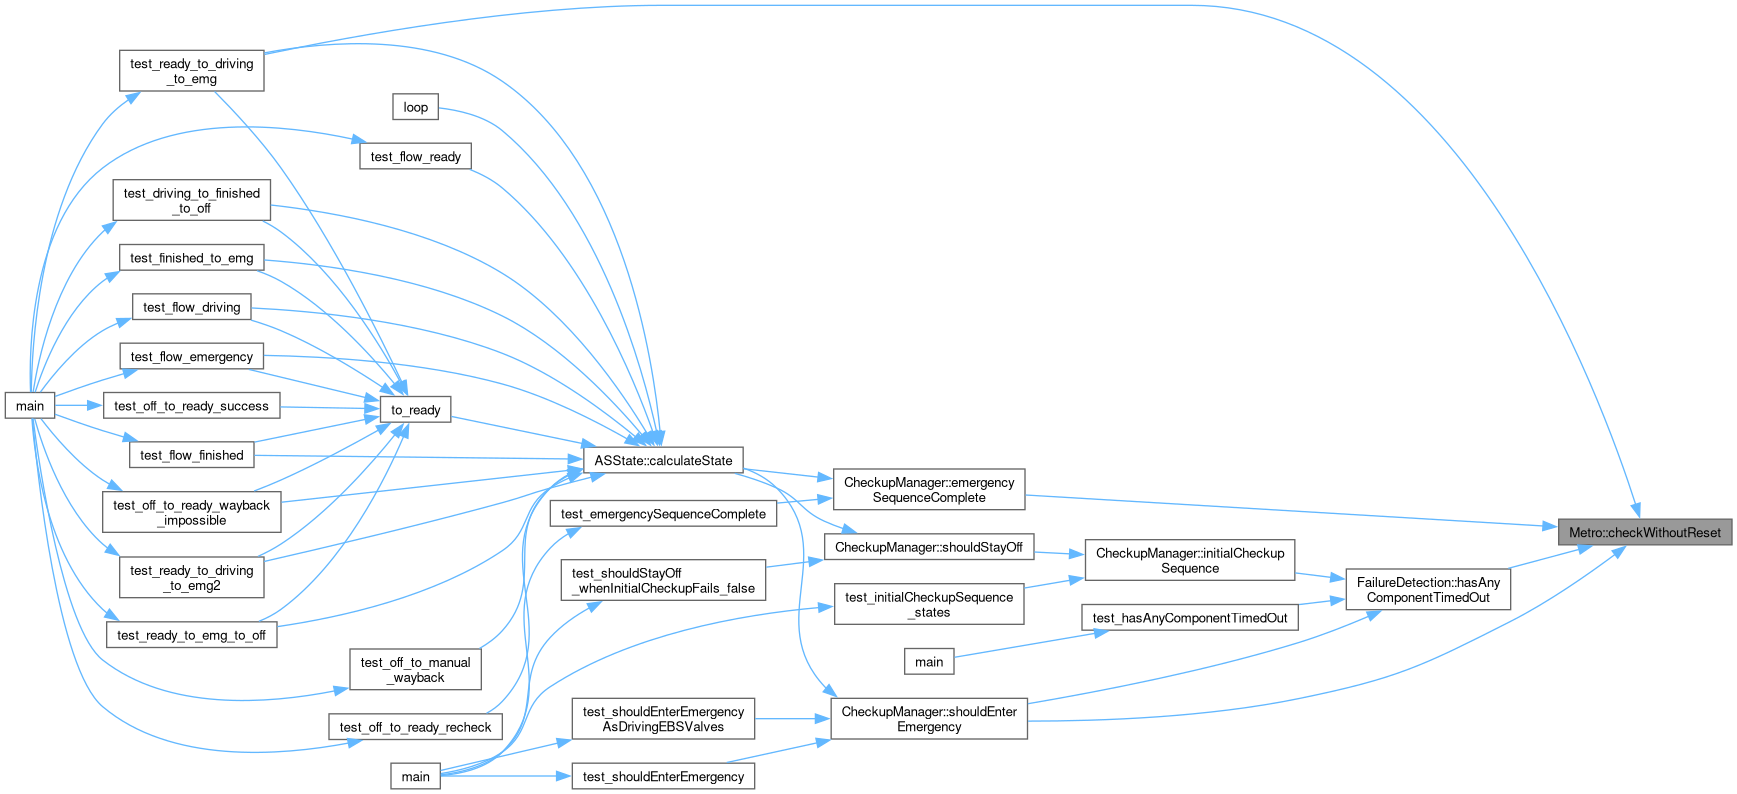 test_ready_to_driving
_to_emg
loop
test_flow_ready
test_driving_to_finished
_to_off
test_finished_to_emg
test_flow_driving
test_flow_emergency
main
test_off_to_ready_success
to_ready
test_flow_finished
ASState::calculateState
test_off_to_ready_wayback
_impossible
CheckupManager::emergency
SequenceComplete
test_emergencySequenceComplete
Metro::checkWithoutReset
CheckupManager::shouldStayOff
CheckupManager::initialCheckup
Sequence
test_ready_to_driving
_to_emg2
test_shouldStayOff
_whenInitialCheckupFails_false
FailureDetection::hasAny
ComponentTimedOut
test_initialCheckupSequence
_states
test_hasAnyComponentTimedOut
test_ready_to_emg_to_off
main
test_off_to_manual
_wayback
test_off_to_ready_recheck
test_shouldEnterEmergency
AsDrivingEBSValves
CheckupManager::shouldEnter
Emergency
main
test_shouldEnterEmergency